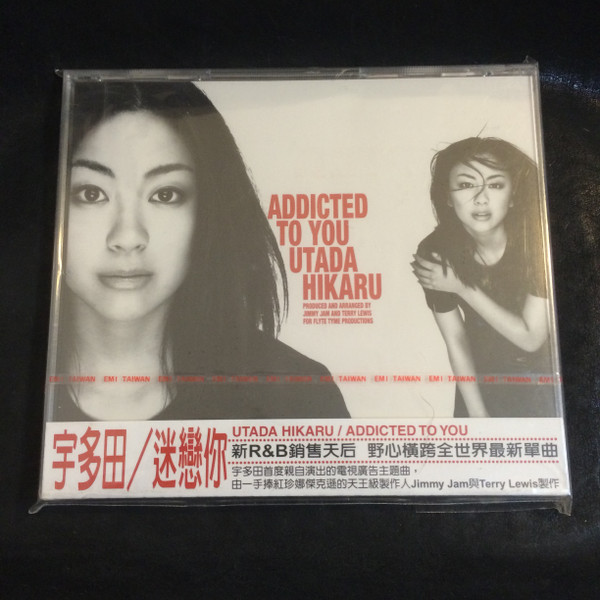 ADDICTED
TO YOU
UTADA
HIKARU
PRODUCED AND ARRANGED BY
JIMMY JAM AND TERRY LEWIS
FOR FLYTE TYME PRODUCTIONS
EMI TAIWAN EMI TAIWAN EMI TAIWAN EMI TAIWAN EMI TAIWAN
宇多田/迷戀你
UTADA HIKARU / ADDICTED TO YOU
新R&B銷售天后 野心橫跨全世界最新單曲
宇多田首度親自演出的電視廣告主題曲，
由一手捧紅珍娜傑克遜的天王級製作人Jimmy Jam與Terry Lewis製作